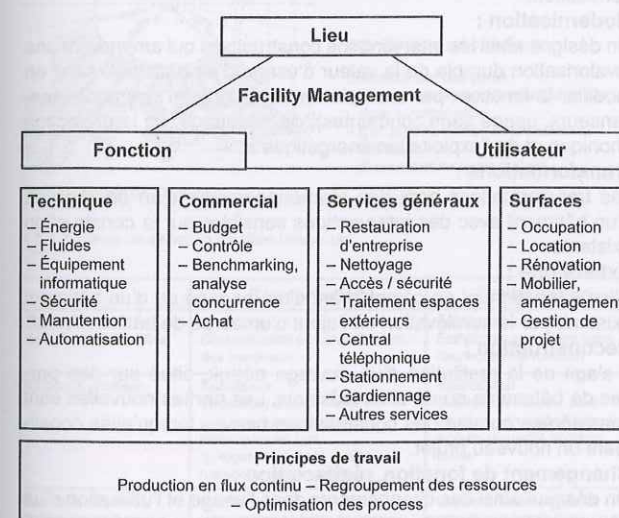 Lieu
Facility Management
Fonction
Utilisateur
Technique
– Énergie
– Fluides
– Équipement
informatique
– Sécurité
– Manutention
– Automatisation
Commercial
– Budget
– Contrôle
– Benchmarking,
analyse
concurrence
– Achat
Services généraux
– Restauration
d'entreprise
– Nettoyage
– Accès / sécurité
– Traitement espaces
extérieurs
– Central
téléphonique
– Stationnement
– Gardiennage
– Autres services
Surfaces
– Occupation
– Location
– Rénovation
– Mobilier,
aménagement
– Gestion de
projet
Principes de travail
Production en flux continu – Regroupement des ressources
– Optimisation des process